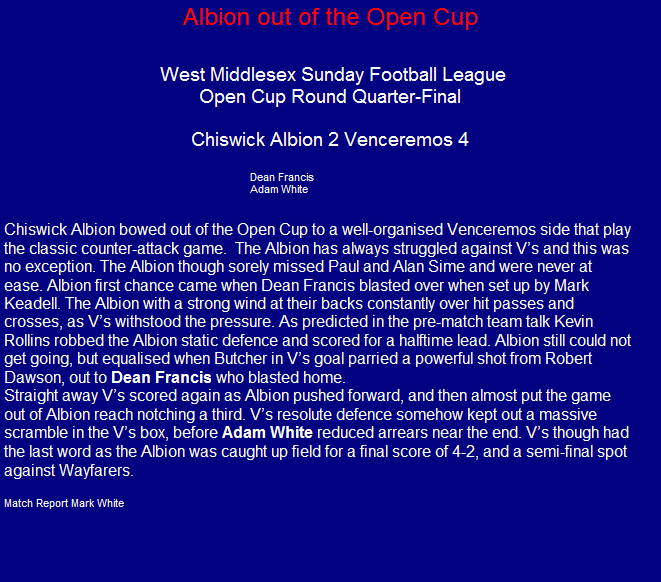 Albion out of the Open Cup
West Middlesex Sunday Football League
Open Cup Round Quarter-Final
Chiswick Albion 2 Venceremos 4
Dean Francis
Adam White
Chiswick Albion bowed out of the Open Cup to a well-organised Venceremos side that play
the classic counter-attack game.  The Albion has always struggled against V’s and this was
no exception. The Albion though sorely missed Paul and Alan Sime and were never at
ease. Albion first chance came when Dean Francis blasted over when set up by Mark
Keadell. The Albion with a strong wind at their backs constantly over hit passes and
crosses, as V’s withstood the pressure. As predicted in the pre-match team talk Kevin
Rollins robbed the Albion static defence and scored for a halftime lead. Albion still could not
get going, but equalised when Butcher in V’s goal parried a powerful shot from Robert
Dawson, out to Dean Francis who blasted home.
Straight away V’s scored again as Albion pushed forward, and then almost put the game
out of Albion reach notching a third. V’s resolute defence somehow kept out a massive
scramble in the V’s box, before Adam White reduced arrears near the end. V’s though had
the last word as the Albion was caught up field for a final score of 4-2, and a semi-final spot
against Wayfarers.
Match Report Mark White